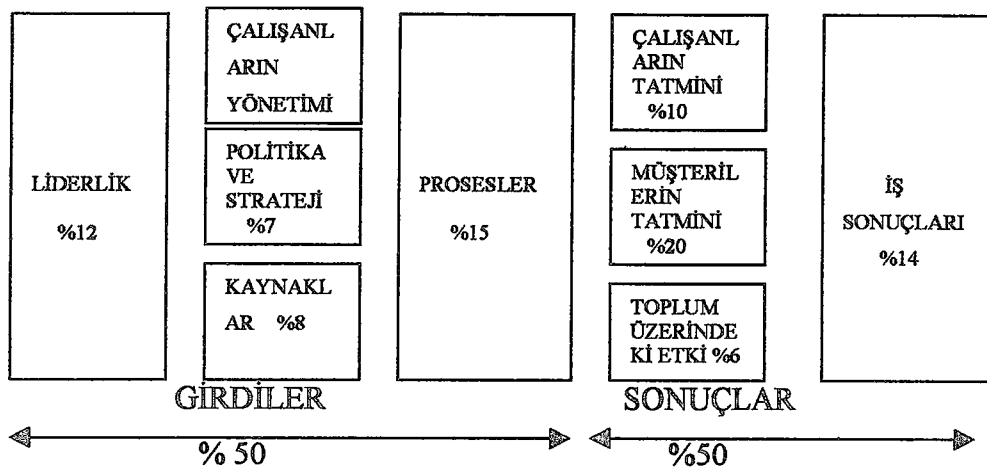 ÇALIŞANL
ARIN
YÖNETİMİ
ÇALIŞANL
ARIN
TATMİNİ
%10
LİDERLİK
%12
POLİTİKA
VE
STRATEJİ
%7
PROSESLER
%15
MÜŞTERİL
ERİN
TATMİNİ
%20
İŞ
SONUÇLARI
%14
KAYNAKL
AR %8
TOPLUM
ÜZERİNDE
Kİ ETKİ %6
GİRDİLER
SONUÇLAR
% 50
%50